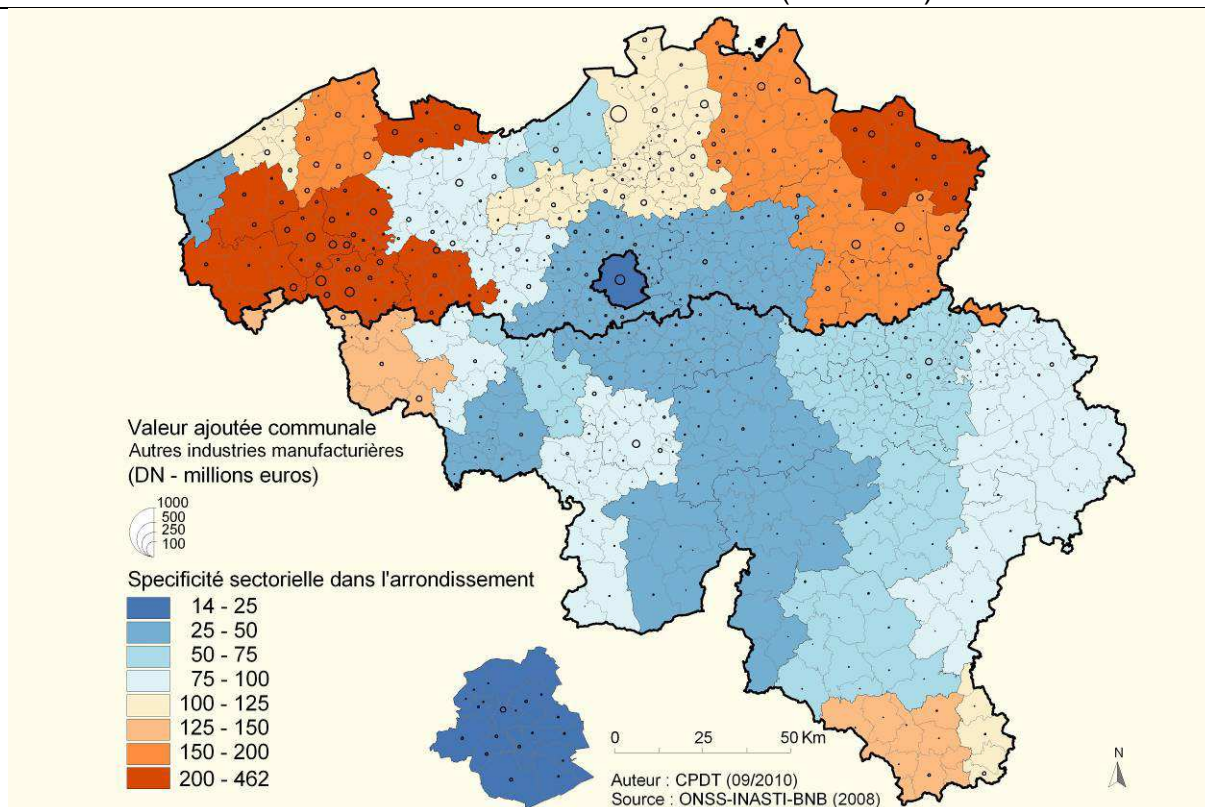 Valeur ajoutée communale
Autres industries manufacturières
(DN - millions euros)
1000
500
250
100
Specificité sectorielle dans l'arrondissement
14 - 25
25 - 50
50 - 75
75 - 100
100 - 125
125 - 150
150 - 200
200 - 462
0 25 50 Km
Auteur : CPDT (09/2010)
Source : ONSS-INASTI-BNB (2008)
N